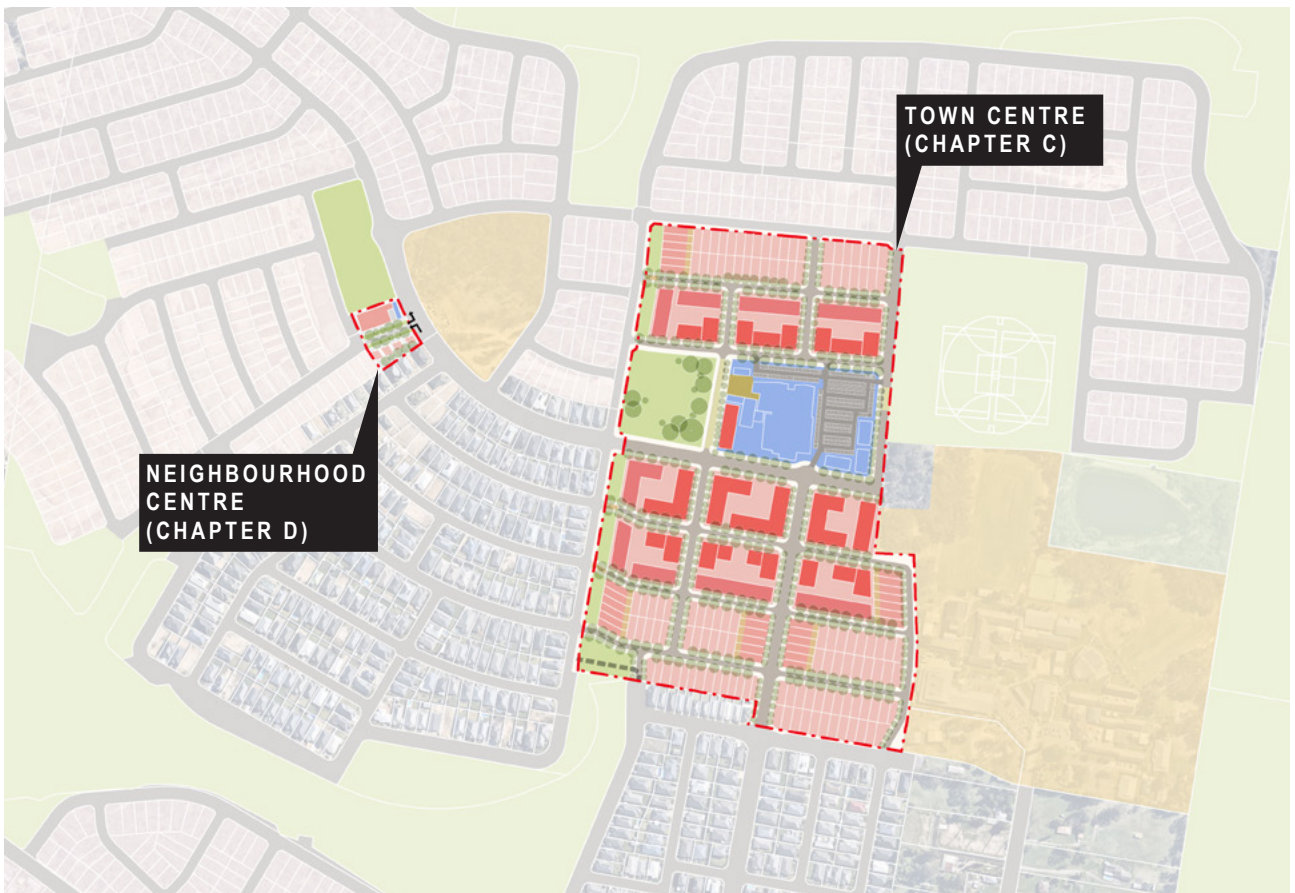 TOWN CENTRE
(CHAPTER C)
NEIGHBOURHOOD
CENTRE
(CHAPTER D)